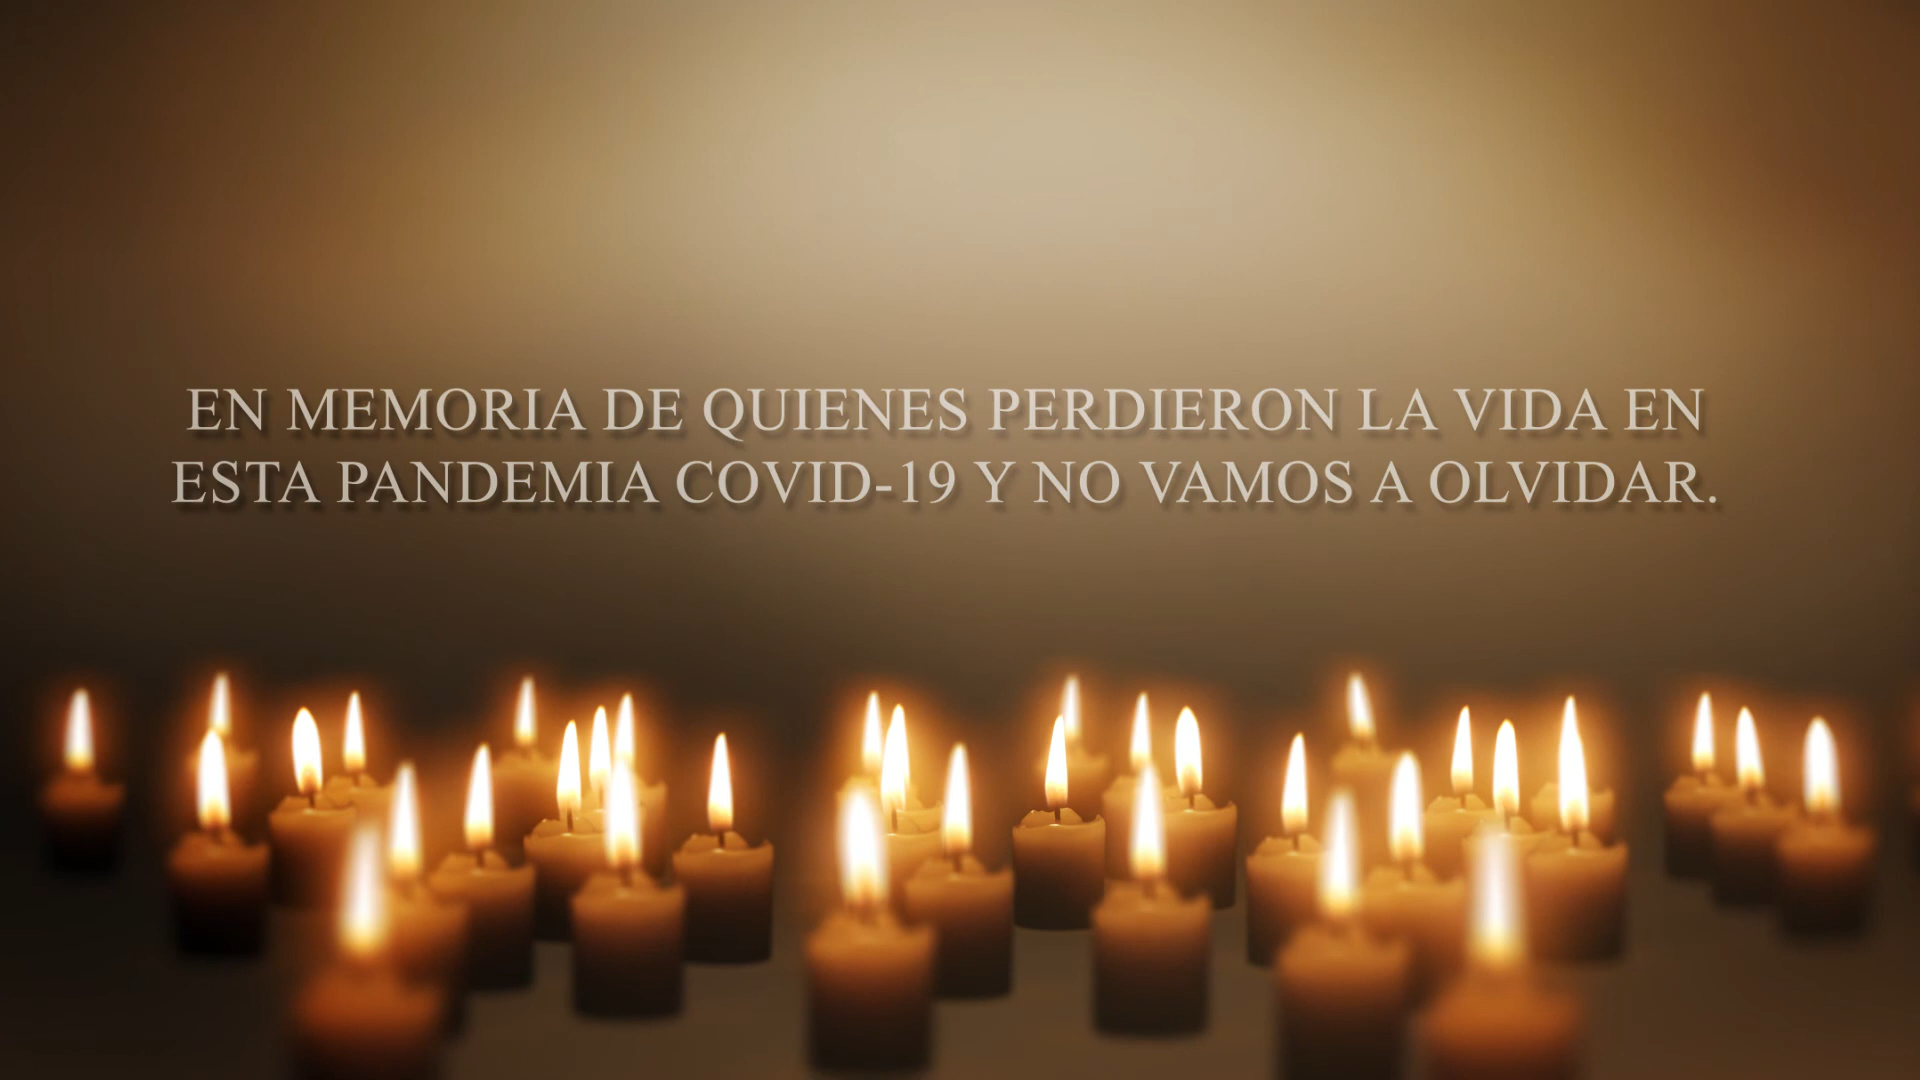 EN MEMORIA DE QUIENES PERDIERON LA VIDA EN
ESTA PANDEMIA COVID-19 Y NO VAMOS A OLVIDAR.